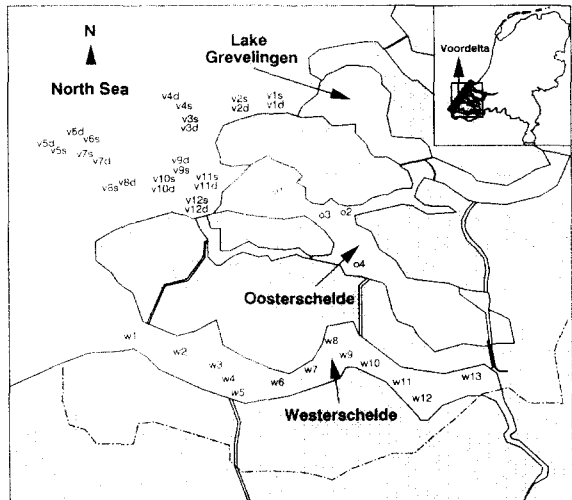 N
North Sea
Lake
Grevelingen
Voordelta
v4d
v4s
v3s
v3d
v2s
v2d
v1s
v1d
v6d
v6s
v5d
v5s
v7s
v7d
v9d
v9s
v8d
v8s
v10s
v10d
v11s
v11d
v12s
v12d
o3
o2
o4
Oosterschelde
w1
w2
w3
w4
w5
w6
w7
w8
w9
w10
w11
w12
w13
Westerschelde